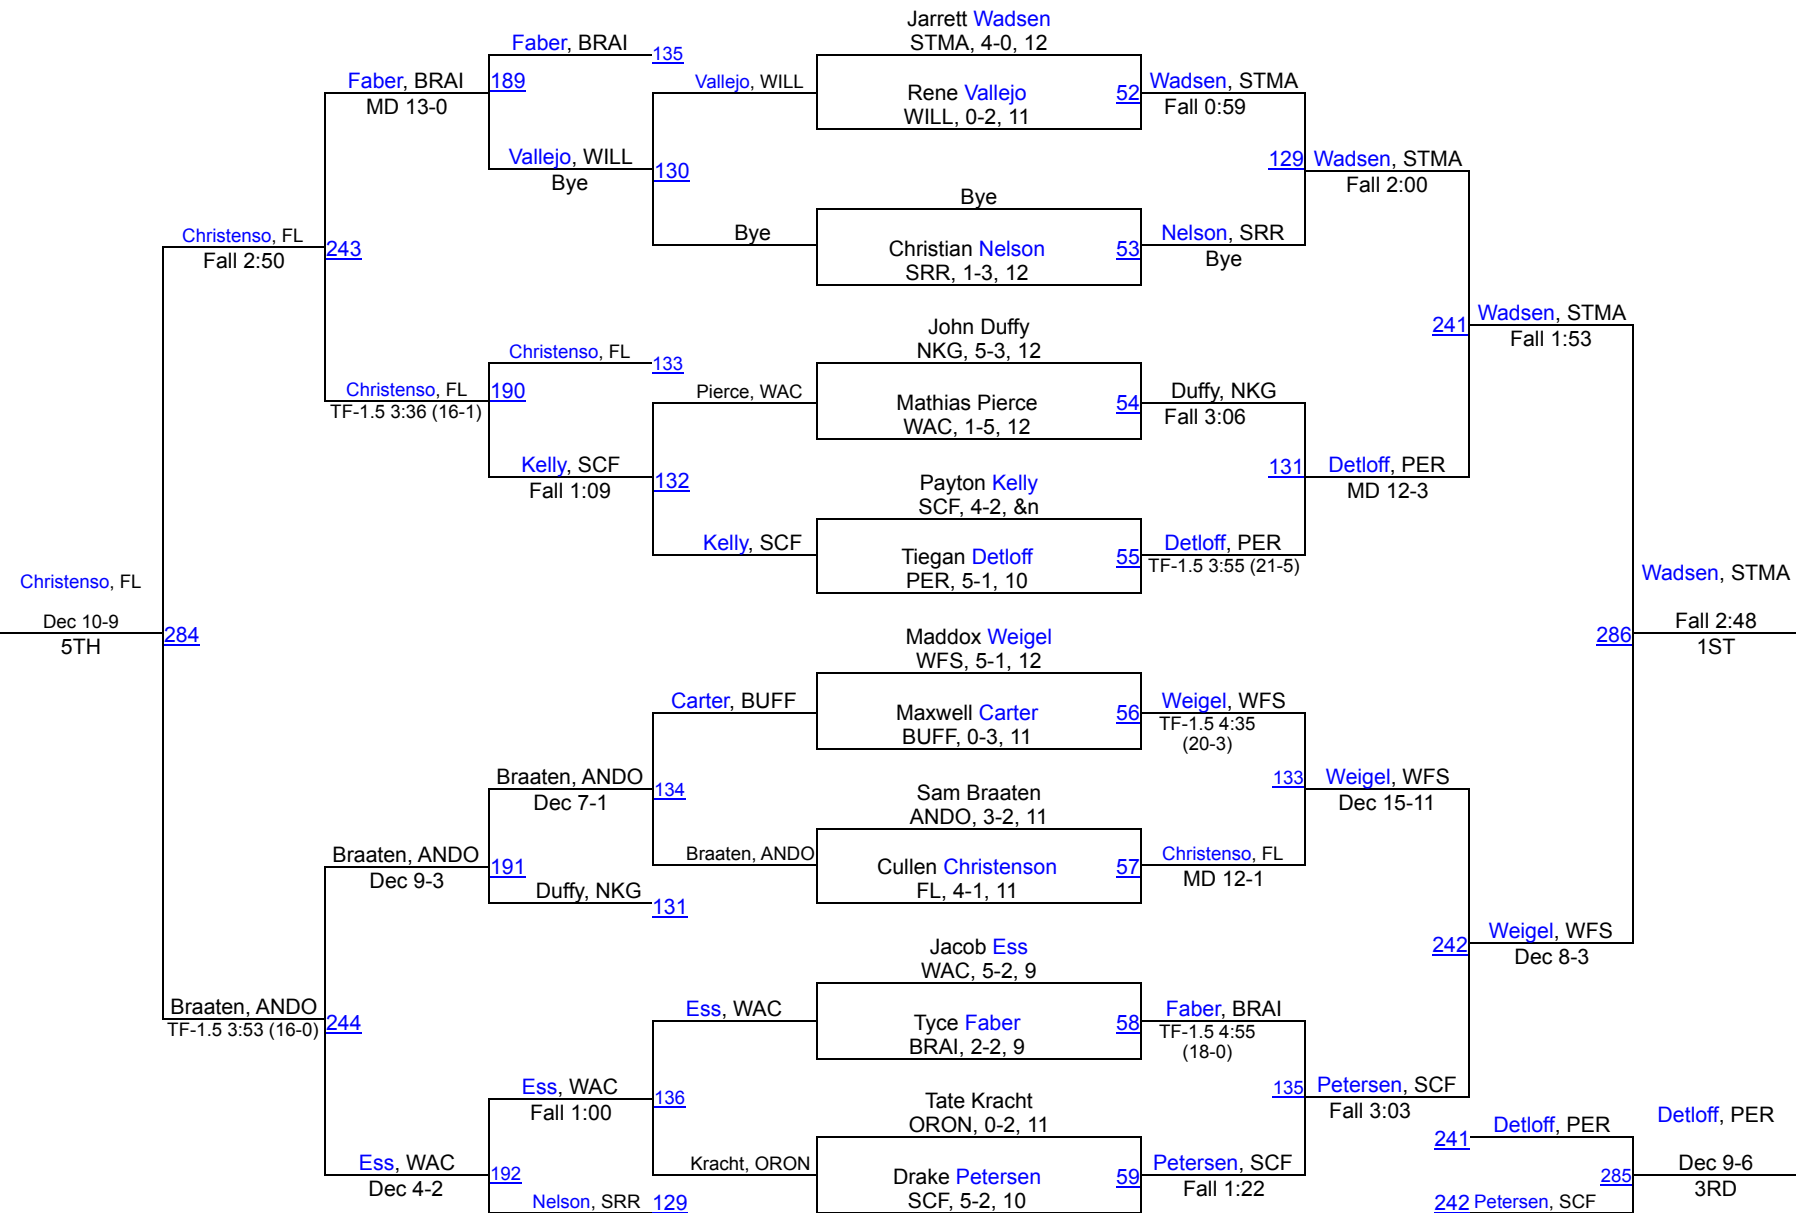 Jarrett Wadsen
STMA, 4-0, 12
Faber, BRAI
135
Faber, BRAI
189
MD 13-0
Vallejo, WILL
Rene Vallejo
WILL, 0-2, 11
52
Wadsen, STMA
Fall 0:59
Vallejo, WILL
Bye
130
129
Wadsen, STMA
Fall 2:00
Bye
Bye
Christian Nelson
SRR, 1-3, 12
53
Nelson, SRR
Bye
Christenso, FL
Fall 2:50
243
John Duffy
NKG, 5-3, 12
241
Wadsen, STMA
Fall 1:53
Christenso, FL
133
Christenso, FL
TF-1.5 3:36 (16-1)
190
Pierce, WAC
Mathias Pierce
WAC, 1-5, 12
54
Duffy, NKG
Fall 3:06
Kelly, SCF
Fall 1:09
132
131
Detloff, PER
MD 12-3
Payton Kelly
SCF, 4-2, &n
Kelly, SCF
Tiegan Detloff
PER, 5-1, 10
55
Detloff, PER
TF-1.5 3:55 (21-5)
Christenso, FL
Dec 10-9
5TH
284
Wadsen, STMA
Fall 2:48
1ST
286
Maddox Weigel
WFS, 5-1, 12
Carter, BUFF
Maxwell Carter
BUFF, 0-3, 11
56
Weigel, WFS
TF-1.5 4:35
(20-3)
Braaten, ANDO
Dec 7-1
134
133
Weigel, WFS
Dec 15-11
Sam Braaten
ANDO, 3-2, 11
Braaten, ANDO
Dec 9-3
191
Braaten, ANDO
Cullen Christenson
FL, 4-1, 11
57
Christenso, FL
MD 12-1
Duffy, NKG
131
Jacob Ess
WAC, 5-2, 9
242
Weigel, WFS
Dec 8-3
Braaten, ANDO
TF-1.5 3:53 (16-0)
244
Ess, WAC
Tyce Faber
BRAI, 2-2, 9
58
Faber, BRAI
TF-1.5 4:55
(18-0)
Ess, WAC
Fall 1:00
136
135
Petersen, SCF
Fall 3:03
Tate Kracht
ORON, 0-2, 11
Ess, WAC
Dec 4-2
192
Kracht, ORON
Drake Petersen
SCF, 5-2, 10
59
Petersen, SCF
Fall 1:22
Nelson, SRR
129
241
Detloff, PER
Detloff, PER
285
Dec 9-6
3RD
242
Petersen, SCF